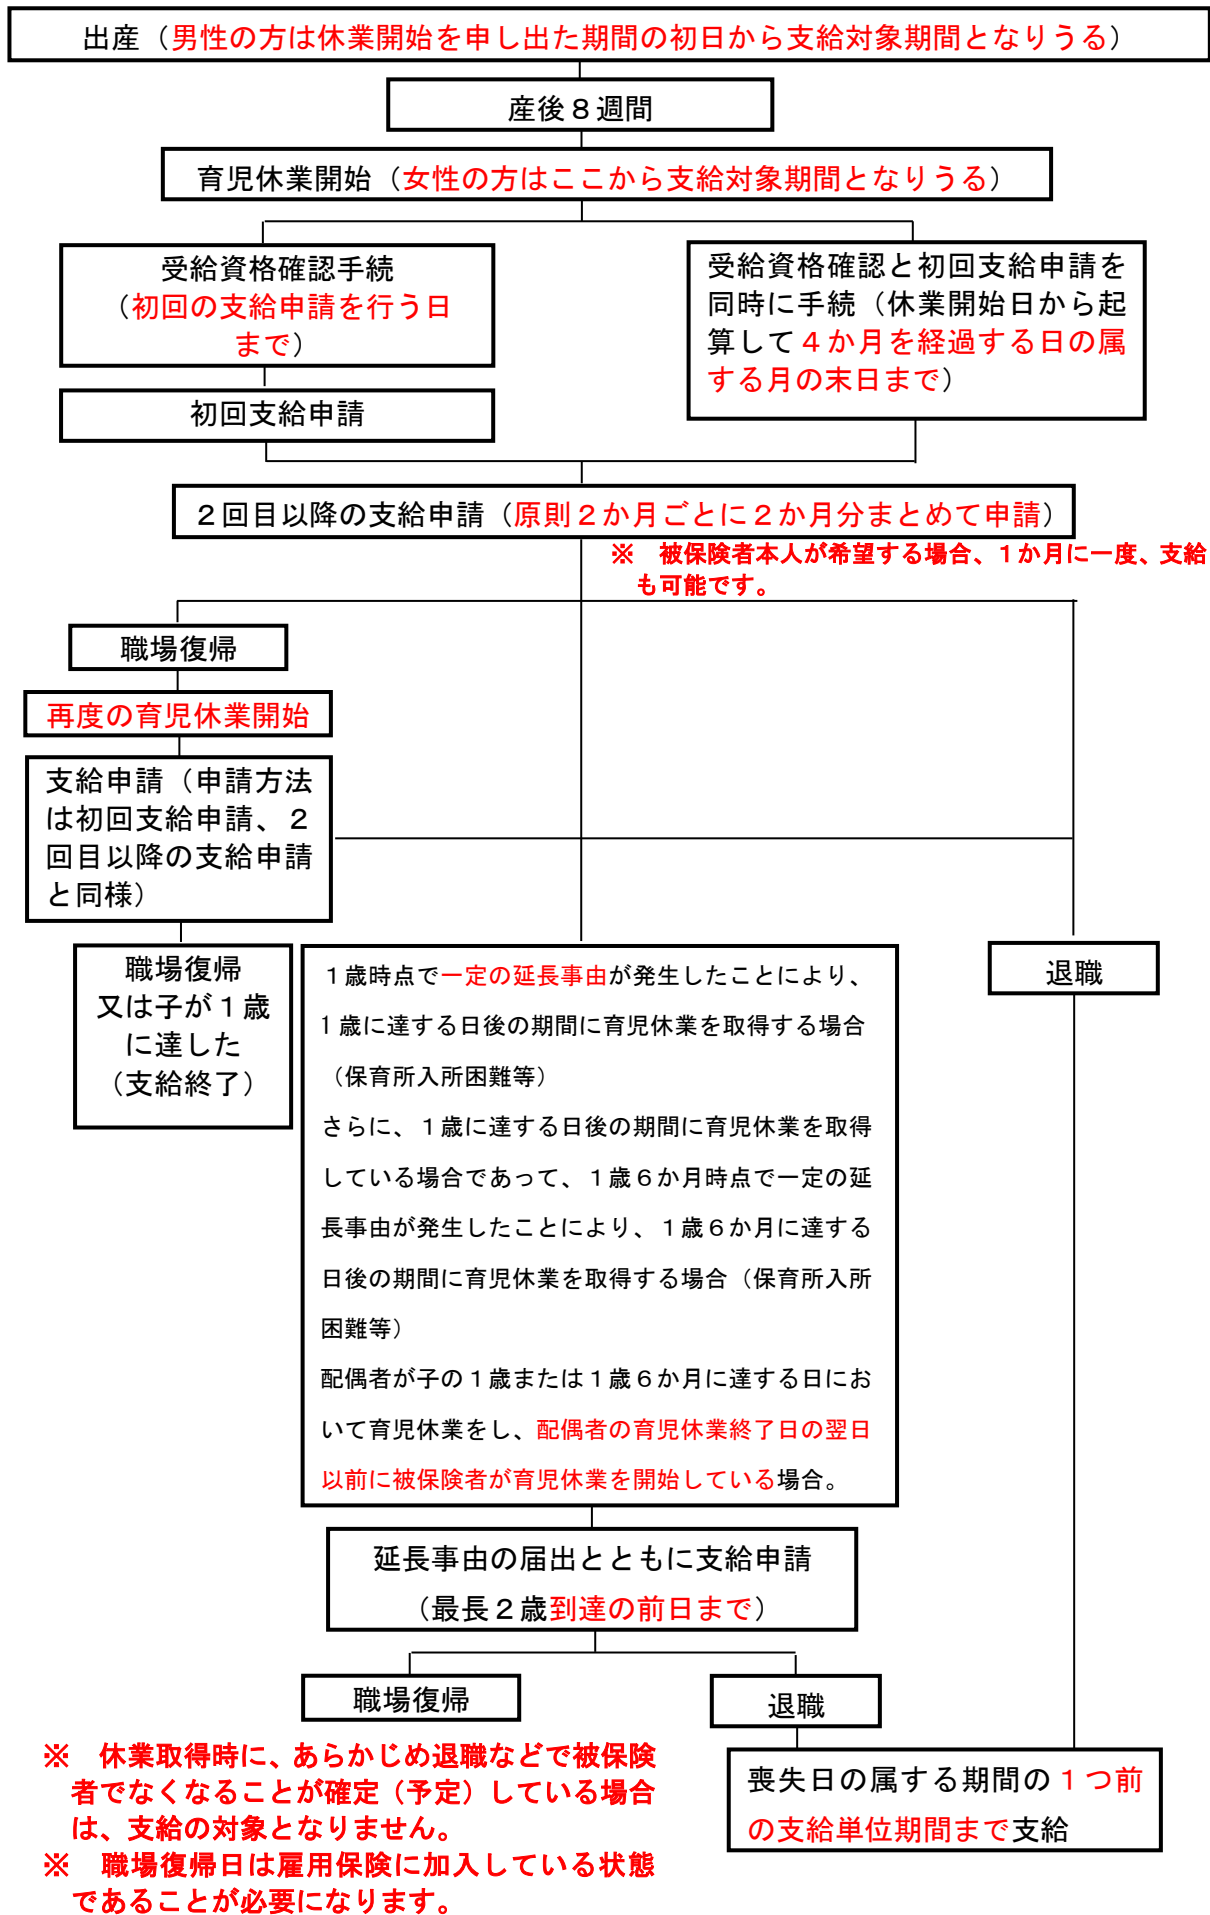 出産（男性の方は休業開始を申し出た期間の初日から支給対象期間となりうる）
産後８週間
育児休業開始（女性の方はここから支給対象期間となりうる）
受給資格確認手続
（初回の支給申請を行う日
まで）
初回支給申請
受給資格確認と初回支給申請を
同時に手続（休業開始日から起
算して４か月を経過する日の属
する月の末日まで）
２回目以降の支給申請（原則２か月ごとに２か月分まとめて申請）
※　被保険者本人が希望する場合、１か月に一度、支給
も可能です。
職場復帰
再度の育児休業開始
支給申請（申請方法
は初回支給申請、２
回目以降の支給申請
と同様）
職場復帰
又は子が１歳
に達した
（支給終了）
１歳時点で一定の延長事由が発生したことにより、
1 歳に達する日後の期間に育児休業を取得する場合
（保育所入所困難等）
さらに、１歳に達する日後の期間に育児休業を取得
している場合であって、１歳６か月時点で一定の延
長事由が発生したことにより、１歳６か月に達する
日後の期間に育児休業を取得する場合（保育所入所
困難等）
配偶者が子の１歳または１歳６か月に達する日にお
いて育児休業をし、配偶者の育児休業終了日の翌日
以前に被保険者が育児休業を開始している場合。
退職
延長事由の届出とともに支給申請
（最長２歳到達の前日まで）
職場復帰
退職
喪失日の属する期間の１つ前
の支給単位期間まで支給
※　休業取得時に、あらかじめ退職などで被保険
者でなくなることが確定（予定）している場合
は、支給の対象となりません。
※　職場復帰日は雇用保険に加入している状態
であることが必要になります。